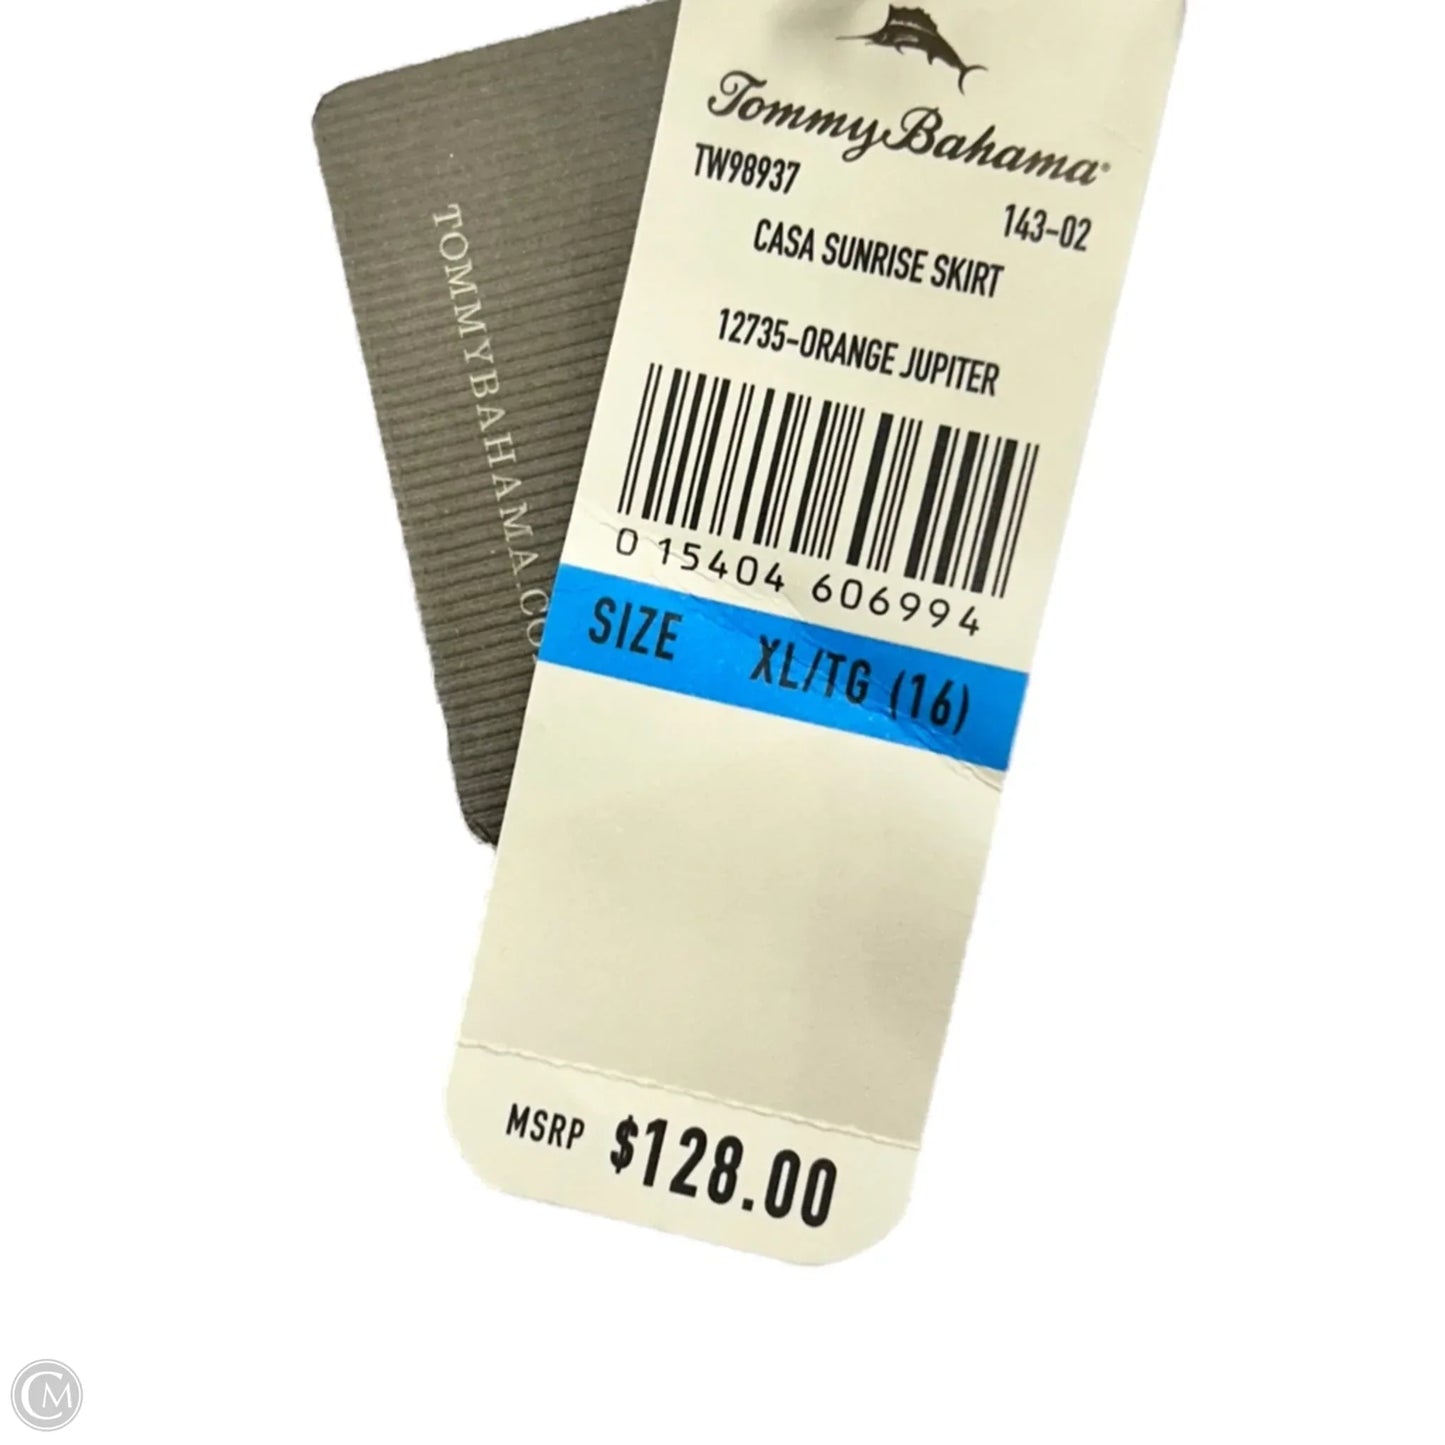 Tommy Bahama
TW98937
143-02
CASA SUNRISE SKIRT
12735-ORANGE JUPITER
0 15404 606994
SIZE XL/TG (16)
MSRP $128.00
TOMMYBAHAMA.CO
CM